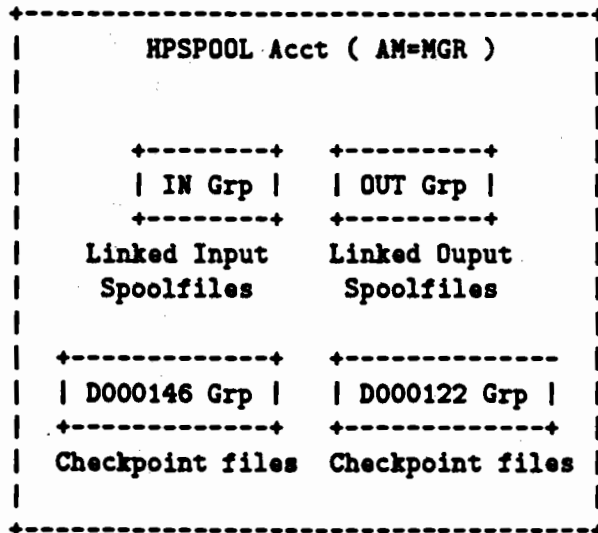 HPSPOOL Acct ( AM=MGR )
| IN Grp | | OUT Grp |
Linked Input Linked Ouput
Spoolfiles Spoolfiles
| D000146 Grp | | D000122 Grp |
Checkpoint files Checkpoint files